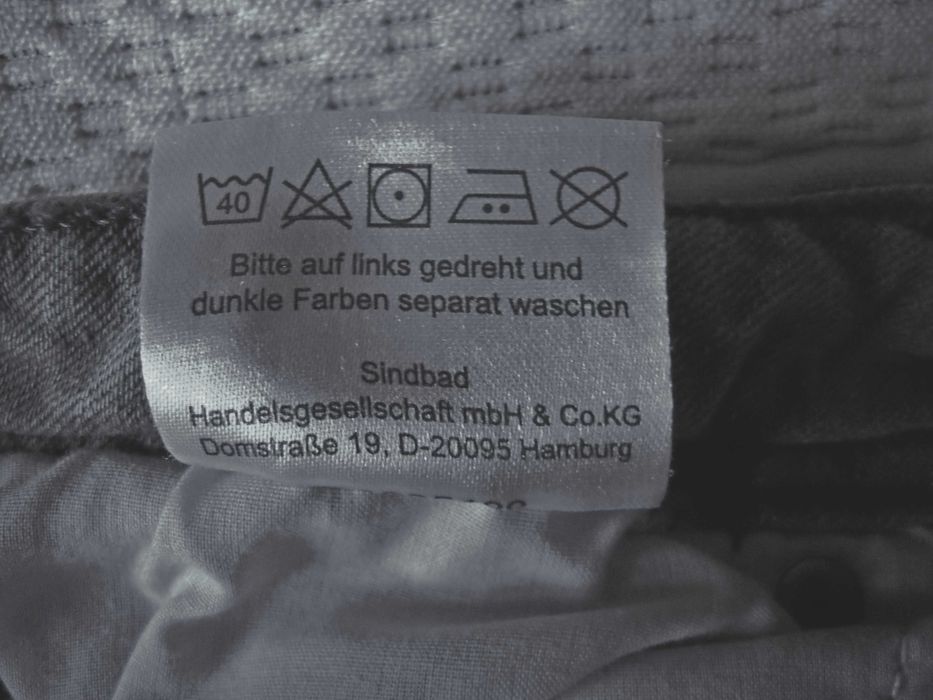 40
Bitte auf links gedreht und
dunkle Farben separat waschen
Sindbad
Handelsgesellschaft mbH & Co.KG
Domstraße 19, D-20095 Hamburg